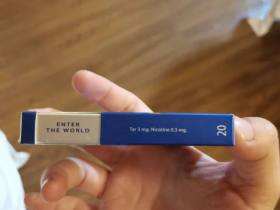 ENTER
THE WORLD
Tar 3 mg, Nicotine 0.3 mg.
20